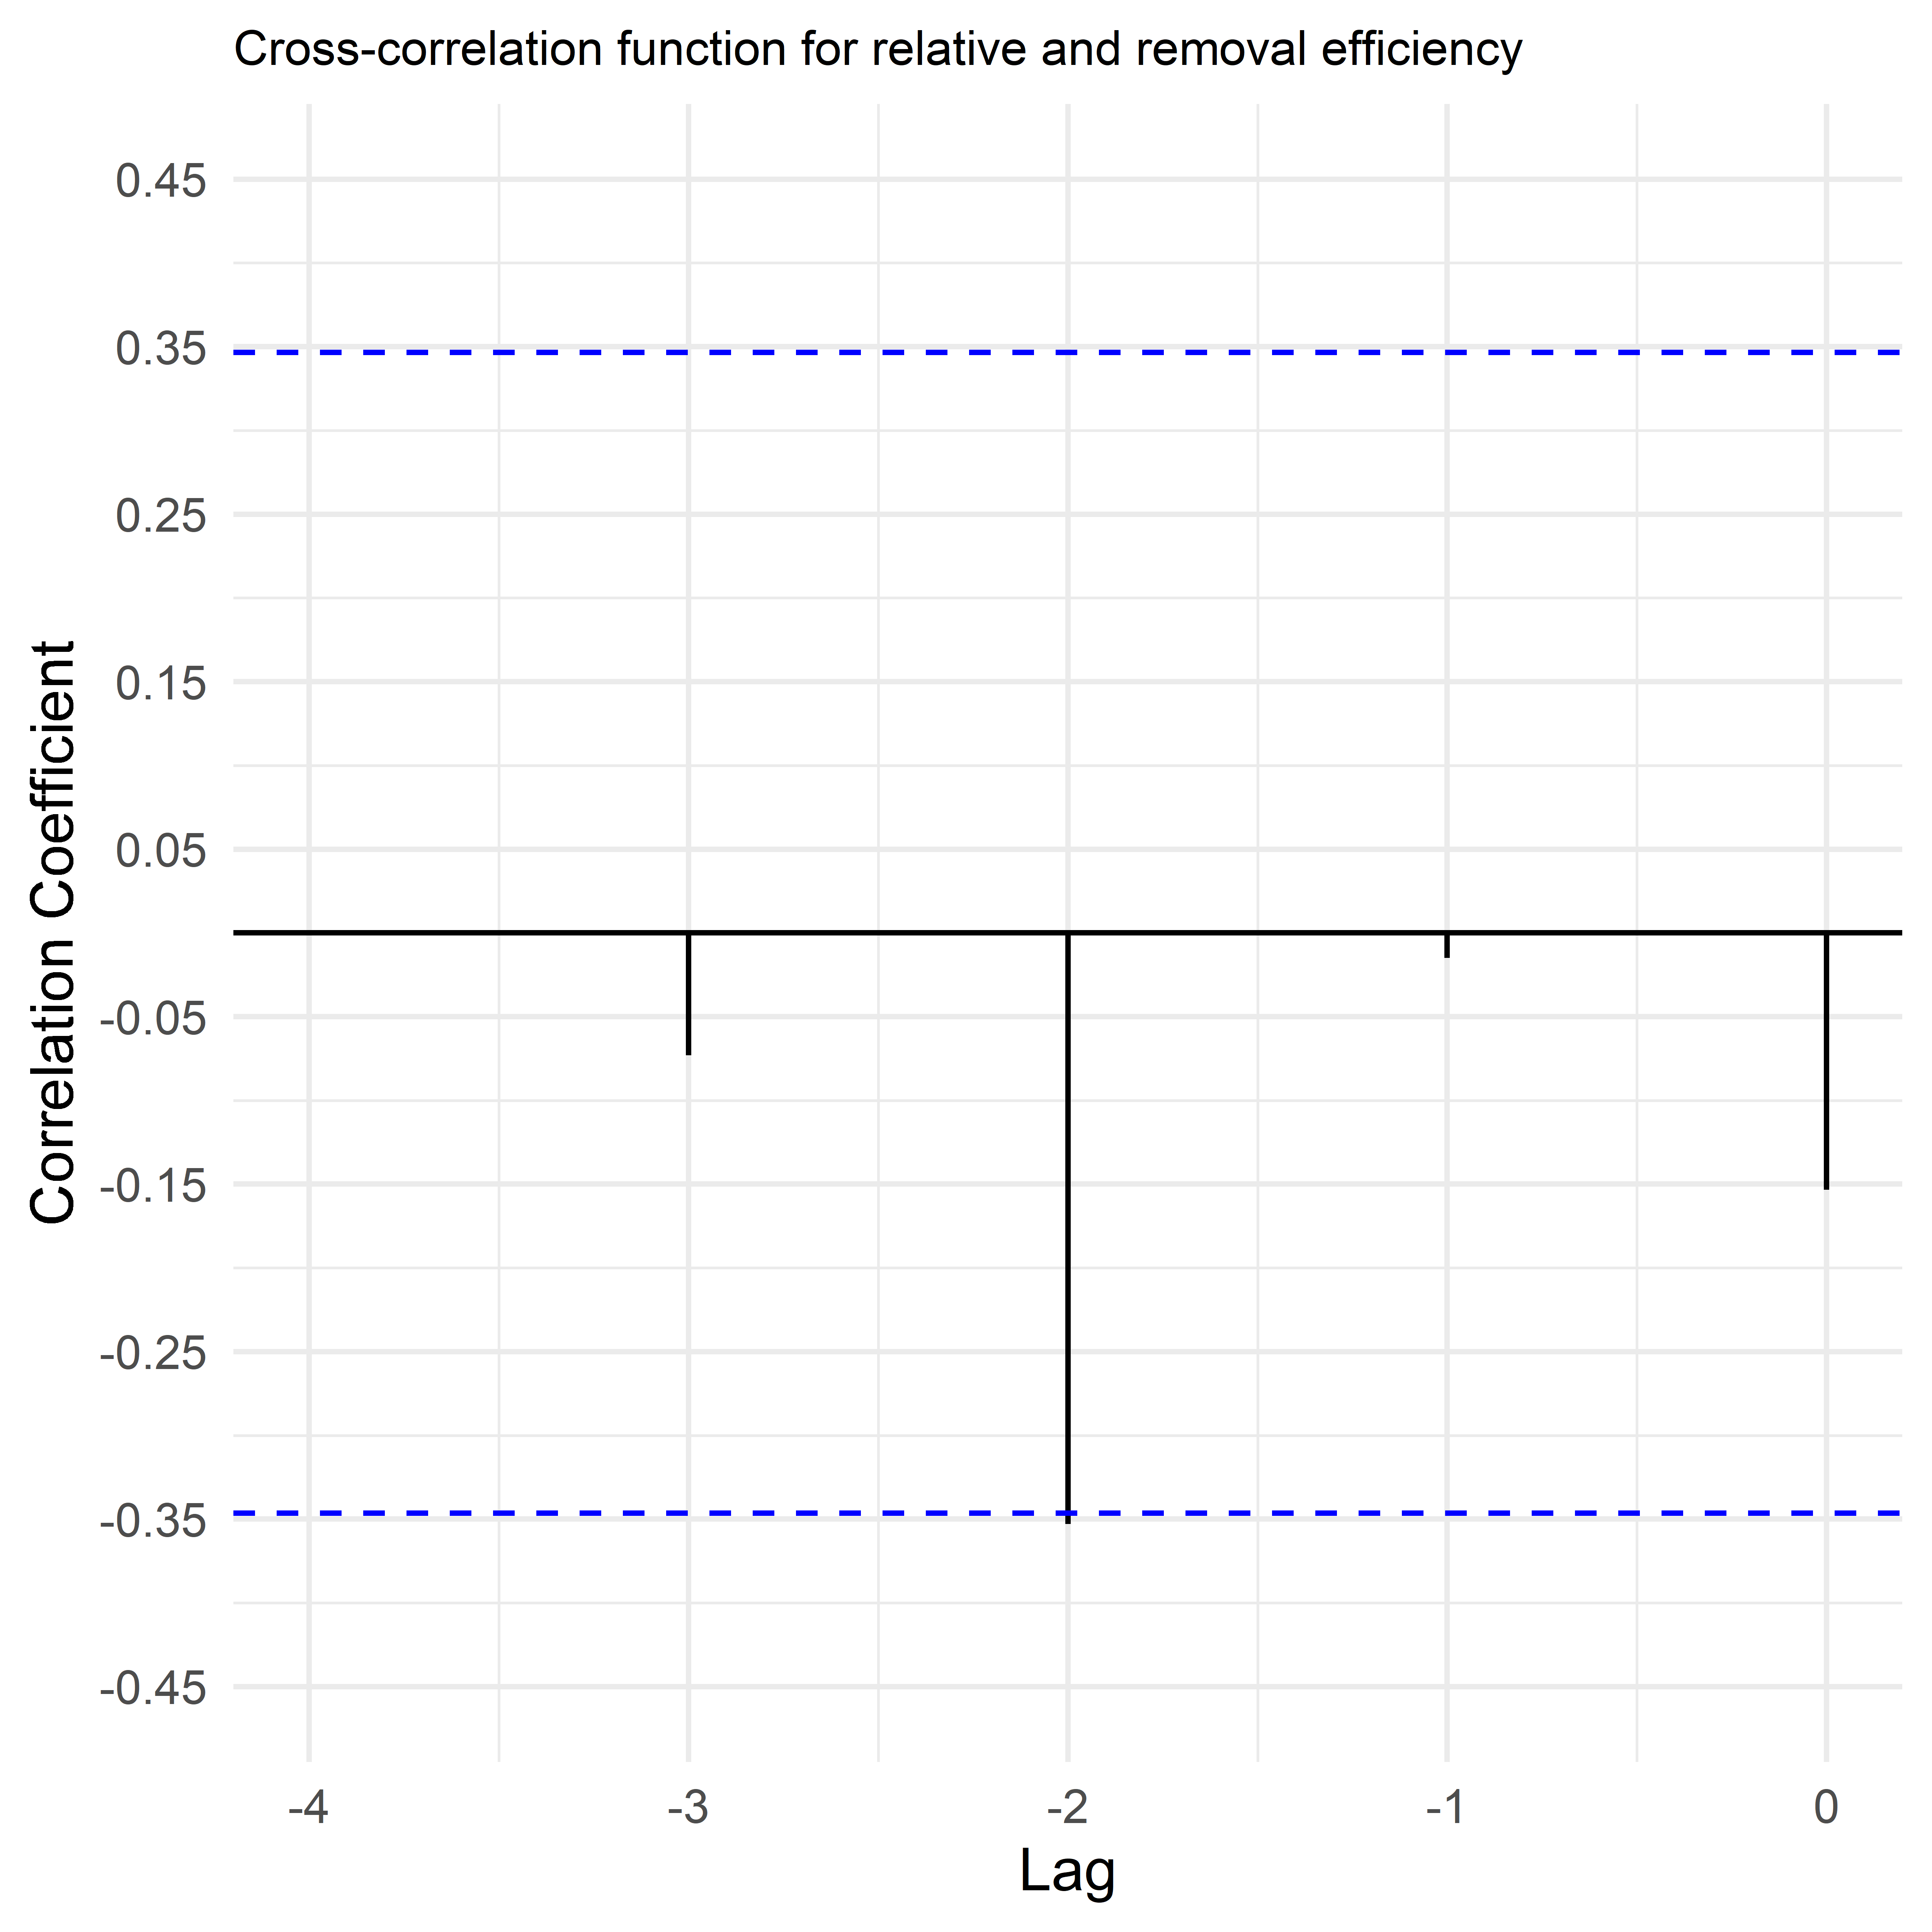 Cross-correlation function for relative and removal efficiency
Correlation Coefficient
0.45
0.35
0.25
0.15
0.05
-0.05
-0.15
-0.25
-0.35
-0.45
-4 -3 -2 -1 0
Lag